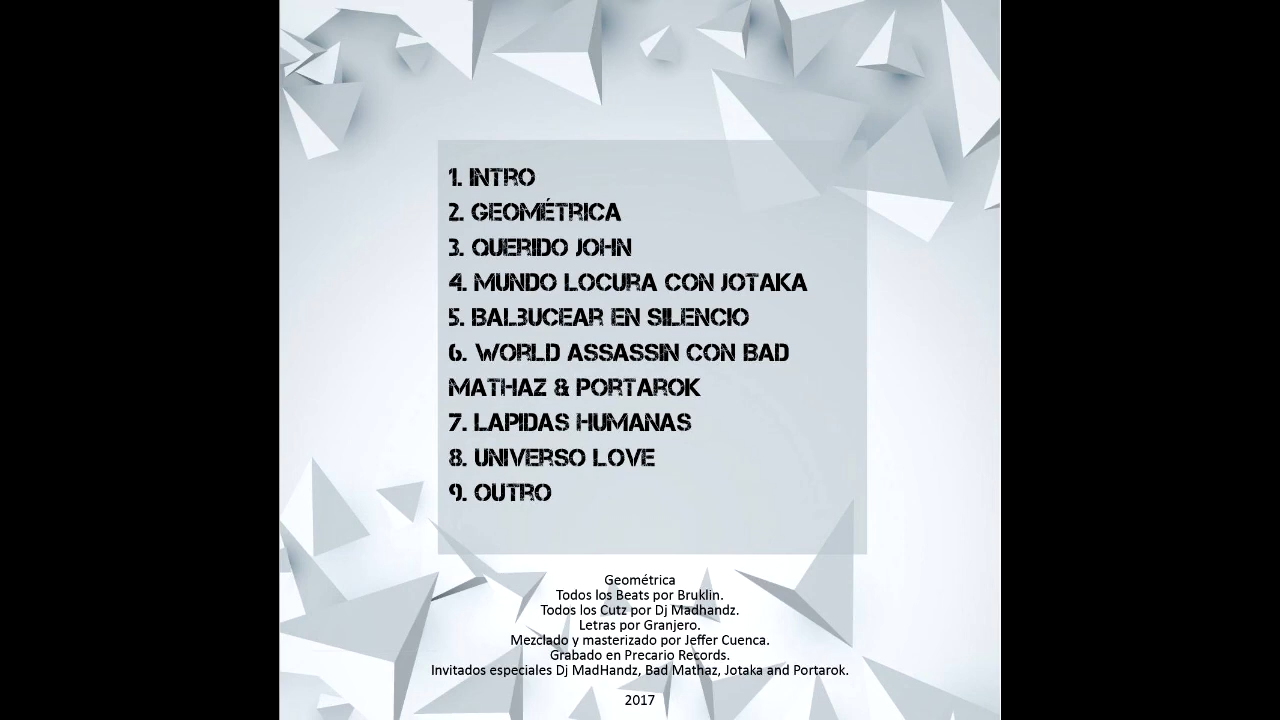 1. INTRO
2. GEOMÉTRICA
3. QUERIDO JOHN
4. MUNDO LOCURA CON JOTAKA
5. BALBUCEAR EN SILENCIO
6. WORLD ASSASSIN CON BAD
MATHAZ & PORTAROK
7. LAPIDAS HUMANAS
8. UNIVERSO LOVE
9. OUTRO
Geométrica
Todos los Beats por Bruklin.
Todos los Cutz por Dj Madhandz.
Letras por Granjero.
Mezclado y masterizado por Jeffer Cuenca.
Grabado en Precario Records.
Invitados especiales Dj MadHandz, Bad Mathaz, Jotaka and Portarok.
2017